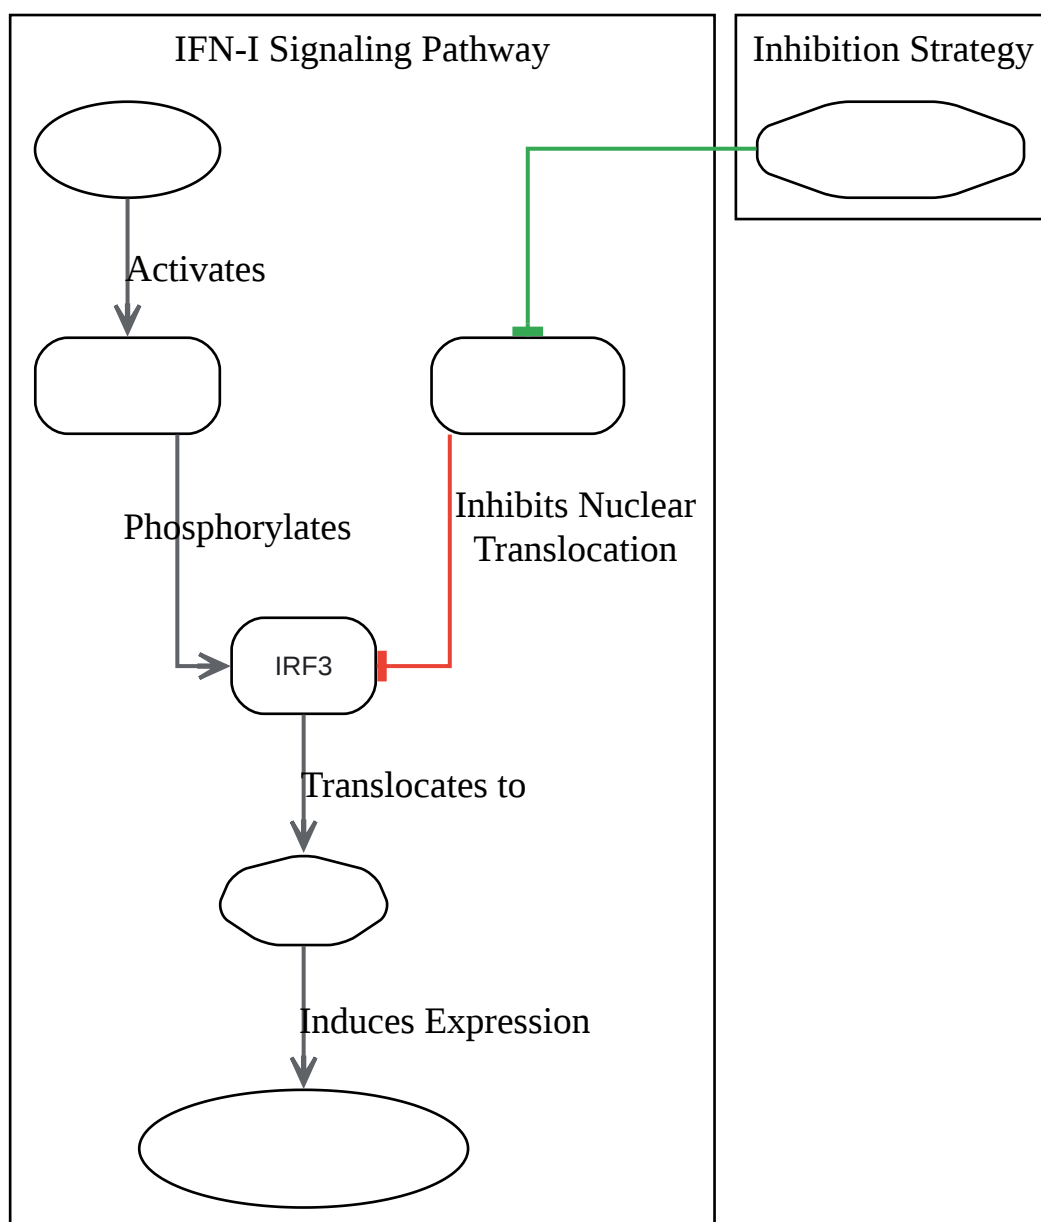 IFN-I Signaling Pathway
Inhibition Strategy
Activates
Phosphorylates
Inhibits Nuclear
Translocation
IRF3
Translocates to
Induces Expression